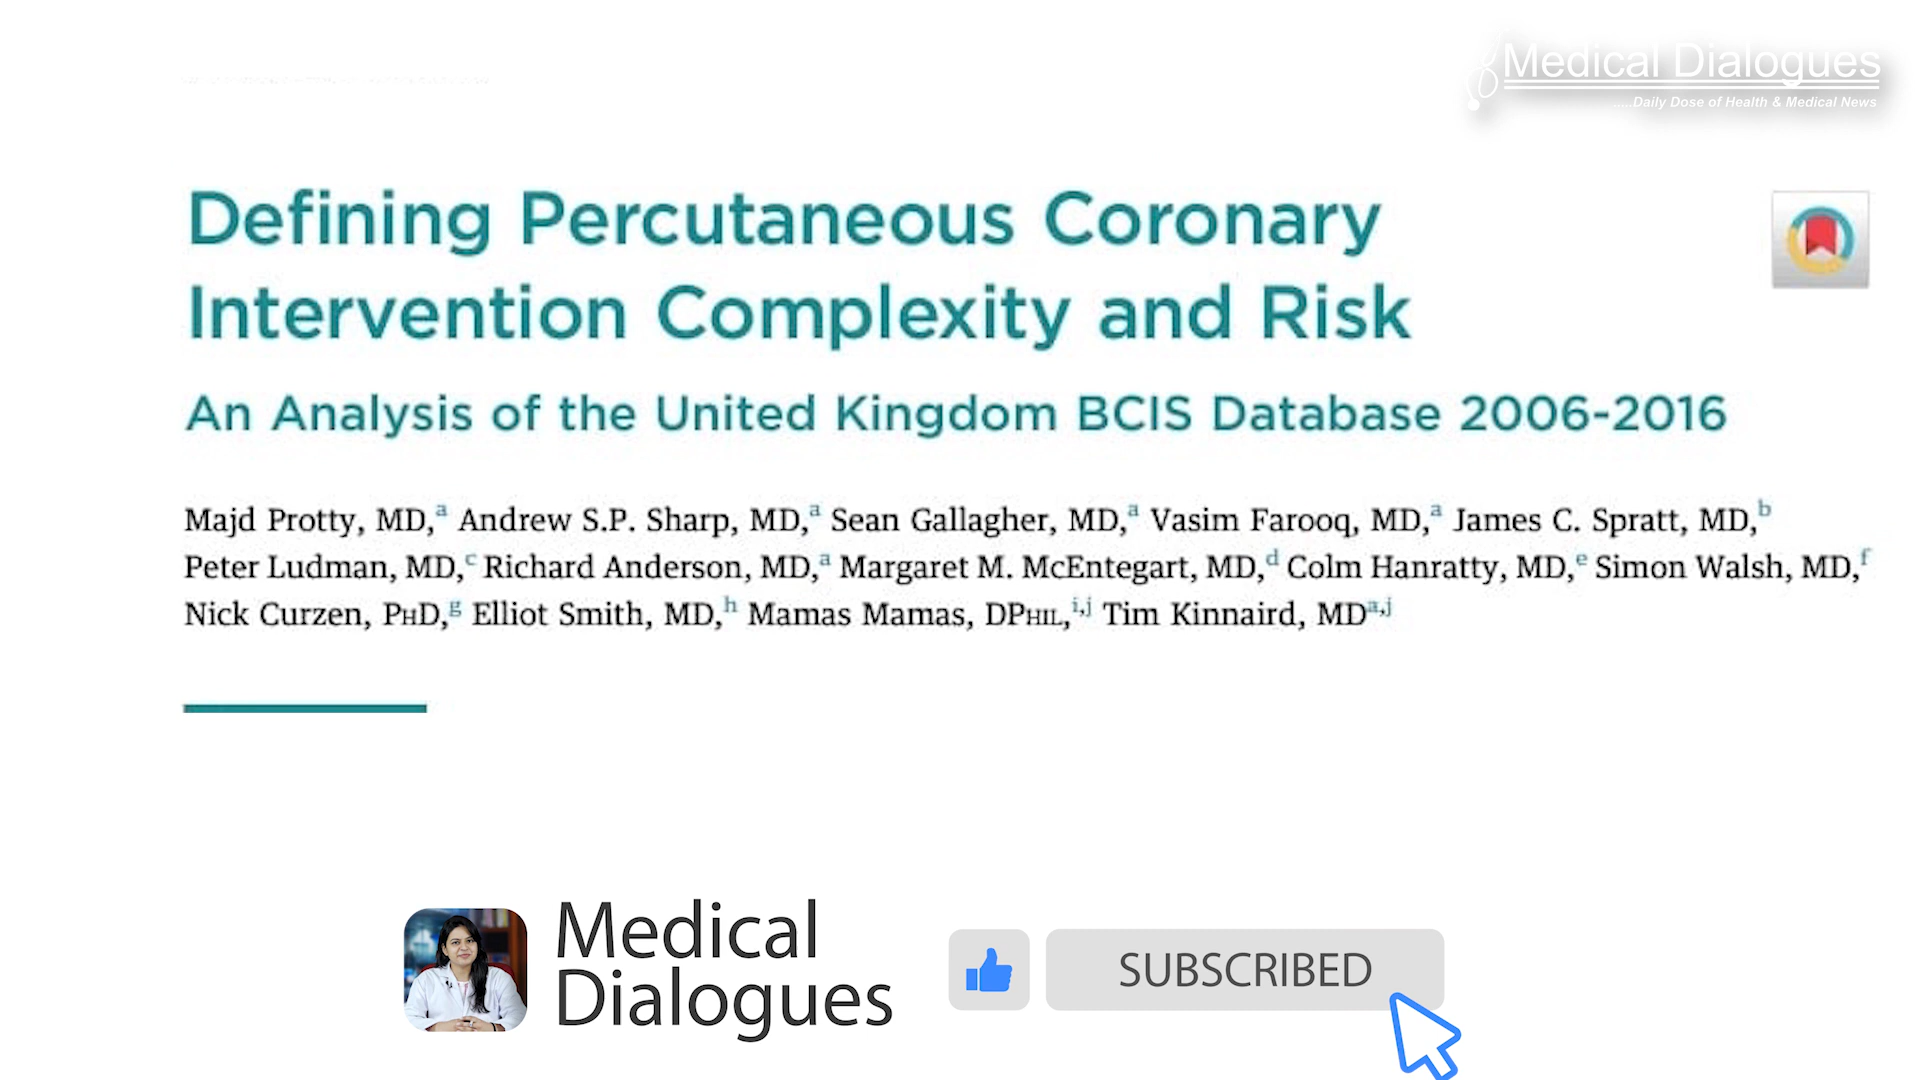 Medical Dialogues
.....Daily Dose of Health & Medical News
Defining Percutaneous Coronary
Intervention Complexity and Risk
An Analysis of the United Kingdom BCIS Database 2006-2016
Majd Protty, MD,a Andrew S.P. Sharp, MD,a Sean Gallagher, MD,a Vasim Farooq, MD,a James C. Spratt, MD,b
Peter Ludman, MD,c Richard Anderson, MD,a Margaret M. McEntegart, MD,d Colm Hanratty, MD,e Simon Walsh, MD,f
Nick Curzen, PHD,g Elliot Smith, MD,h Mamas Mamas, DPHIL,i,j Tim Kinnaird, MDa,j
Medical
Dialogues
SUBSCRIBED